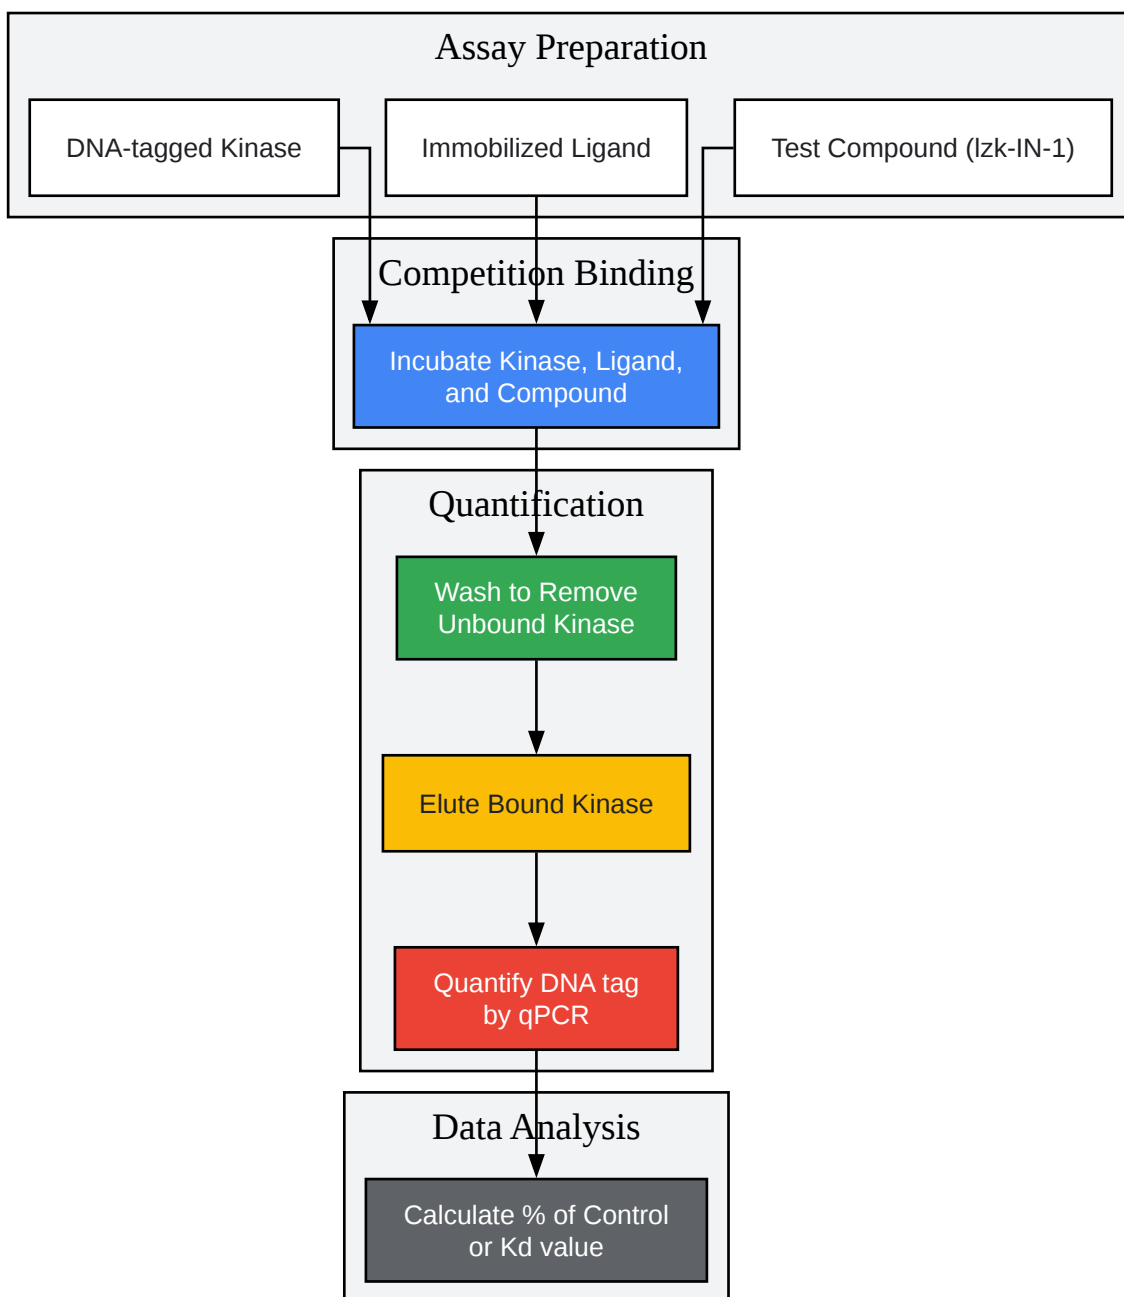 Assay Preparation
DNA-tagged Kinase
Immobilized Ligand
Test Compound (lzk-IN-1)
Competition Binding
Incubate Kinase, Ligand,
and Compound
Quantification
Wash to Remove
Unbound Kinase
Elute Bound Kinase
Quantify DNA tag
by qPCR
Data Analysis
Calculate % of Control
or Kd value